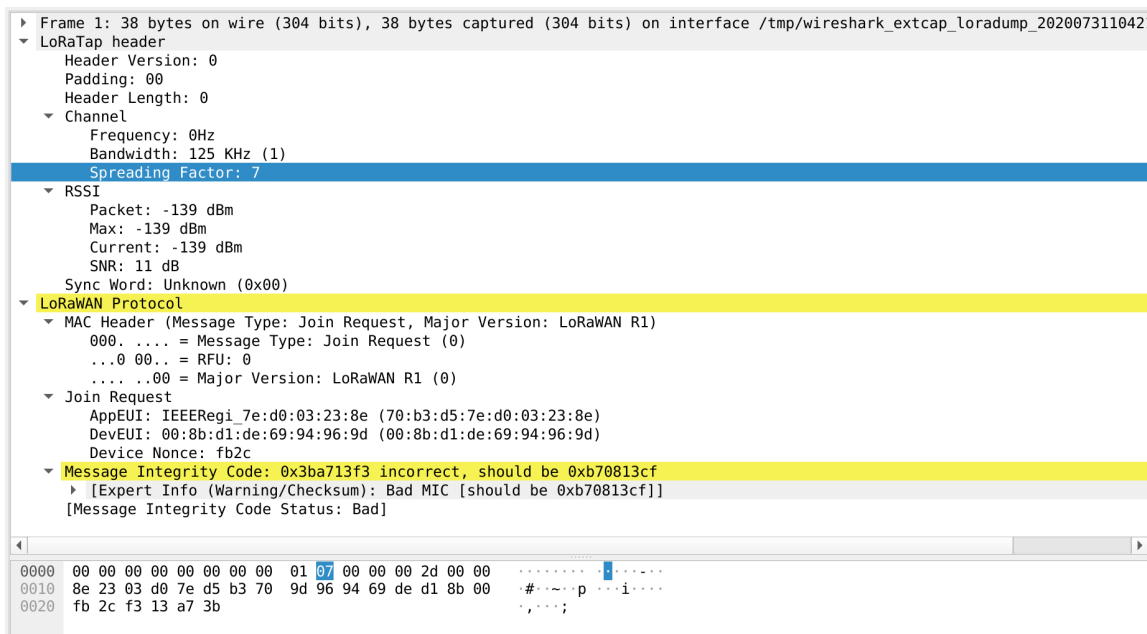 Frame 1: 38 bytes on wire (304 bits), 38 bytes captured (304 bits) on interface /tmp/wireshark_extcap_loradump_202007311042
LoRaTap header
Header Version: 0
Padding: 00
Header Length: 0
Channel
Frequency: 0Hz
Bandwidth: 125 KHz (1)
Spreading Factor: 7
RSSI
Packet: -139 dBm
Max: -139 dBm
Current: -139 dBm
SNR: 11 dB
Sync Word: Unknown (0x00)
LoRaWAN Protocol
MAC Header (Message Type: Join Request, Major Version: LoRaWAN R1)
000. .... = Message Type: Join Request (0)
...0 00.. = RFU: 0
.... ..00 = Major Version: LoRaWAN R1 (0)
Join Request
AppEUI: IEEERegi_7e:d0:03:23:8e (70:b3:d5:7e:d0:03:23:8e)
DevEUI: 00:8b:d1:de:69:94:96:9d (00:8b:d1:de:69:94:96:9d)
Device Nonce: fb2c
Message Integrity Code: 0x3ba713f3 incorrect, should be 0xb70813cf
[Expert Info (Warning/Checksum): Bad MIC [should be 0xb70813cf]]
[Message Integrity Code Status: Bad]
0000 00 00 00 00 00 00 00 00 01 07 00 00 00 2d 00 00 ········ ·····-··
0010 8e 23 03 d0 7e d5 b3 70 9d 96 94 69 de d1 8b 00 ·#··~··p ···i····
0020 fb 2c f3 13 a7 3b ·,···;